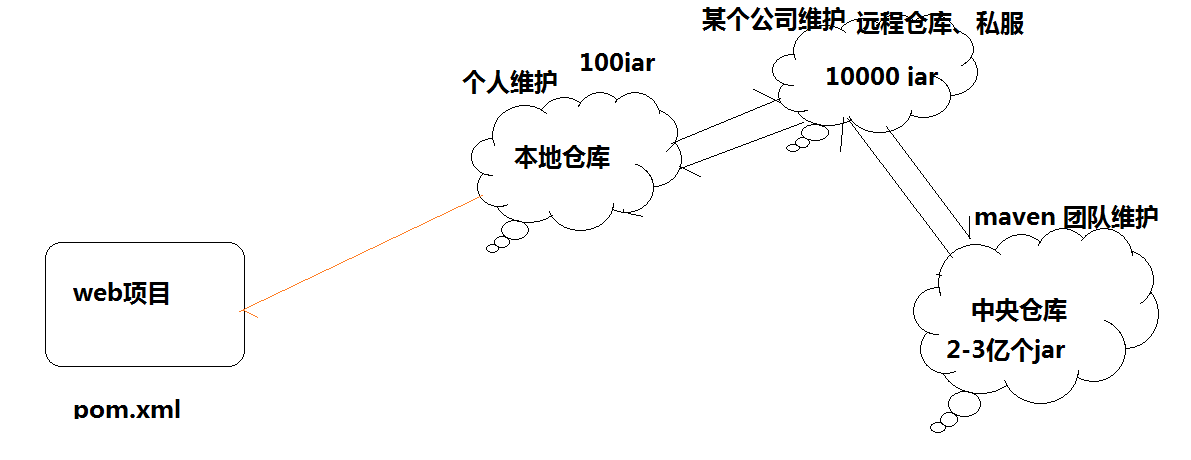 某个公司维护 远程仓库、私服
10000 jar
个人维护 100jar
本地仓库
maven 团队维护
中央仓库
2-3亿个jar
web项目
pom.xml